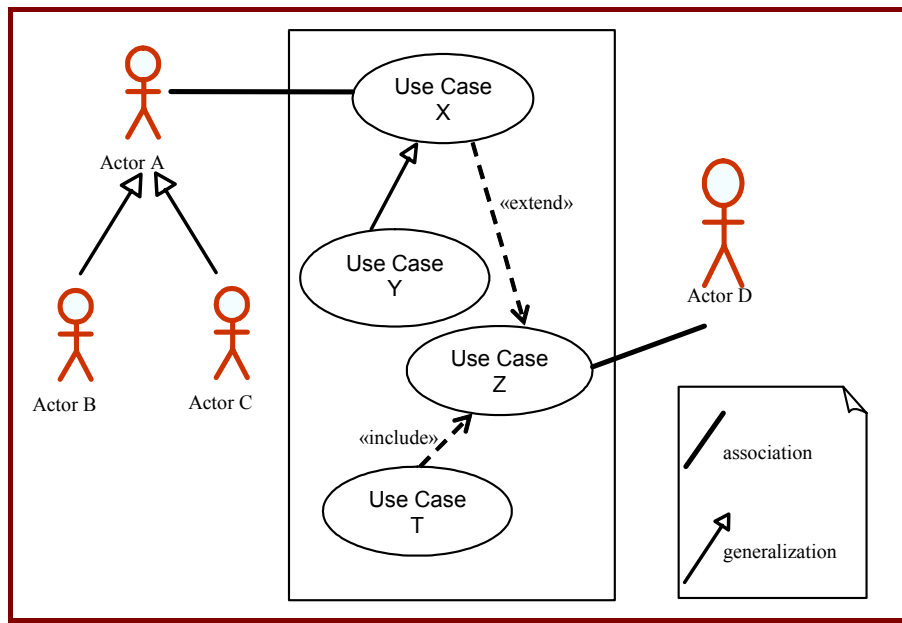 Use Case
X
Actor A
«extend»
Use Case
Y
Actor D
Use Case
Z
Actor B
Actor C
«include»
association
Use Case
T
generalization